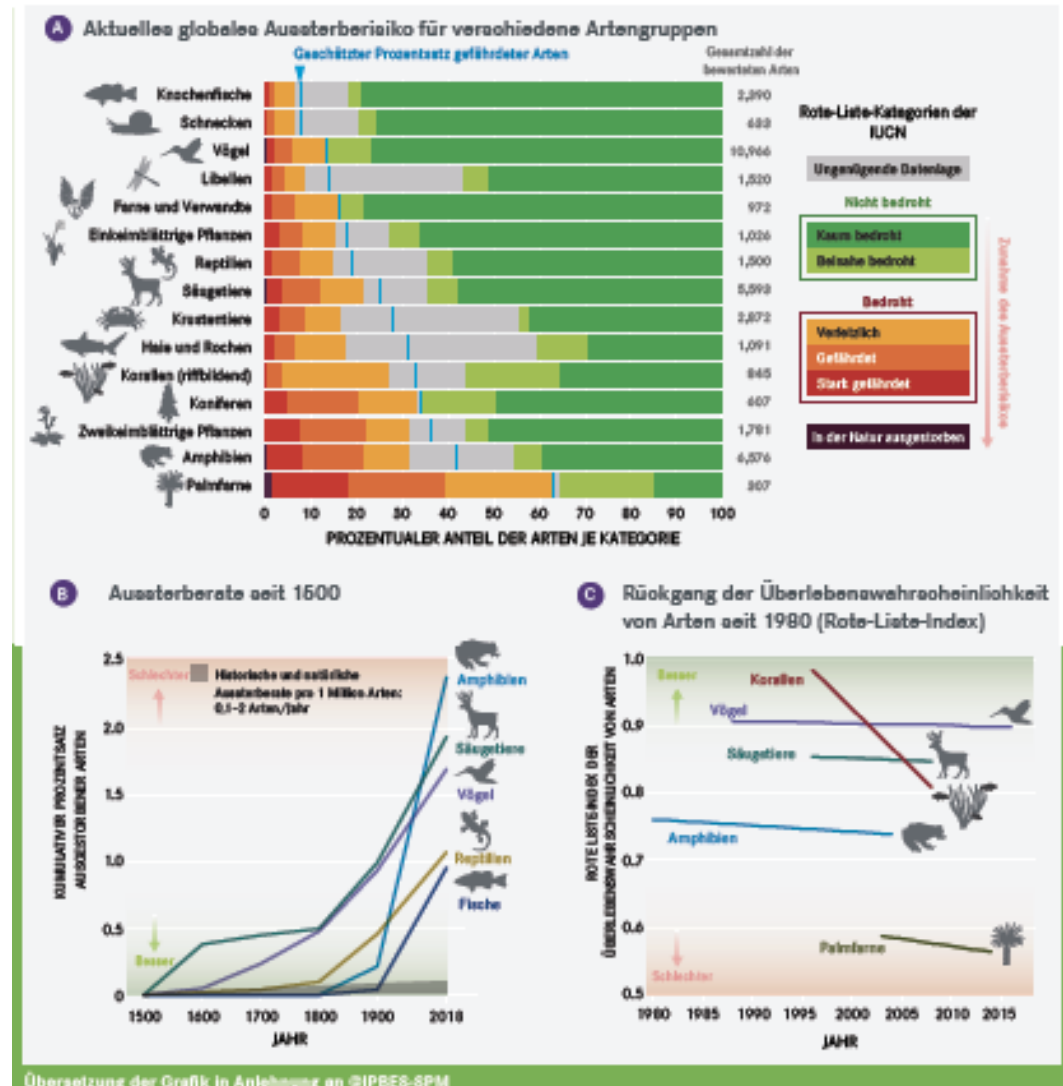 A Aktuelles globales Aussterberisiko für verschiedene Artengruppen
Geschätzter Prozentsatz gefährdeter Arten
Gesamtzahl der
bewerteten Arten
Knochenfische 2,390
Schnecken 633
Vögel 10,966
Libellen 1,520
Farne und Verwandte 972
Einkeimblättrige Pflanzen 1,026
Reptilien 1,500
Säugetiere 5,593
Krustentiere 2,872
Haie und Rochen 1,091
Korallen (riffbildend) 845
Koniferen 607
Zweikeimblättrige Pflanzen 1,781
Amphibien 6,576
Palmfarne 307
0 10 20 30 40 50 60 70 80 90 100
PROZENTUALER ANTEIL DER ARTEN JE KATEGORIE
Rote-Liste-Kategorien der
IUCN
Ungenügende Datenlage
Nicht bedroht
Kaum bedroht
Beinahe bedroht
Bedroht
Verletzlich
Gefährdet
Stark gefährdet
In der Natur ausgestorben
Zunahme des Aussterberisikos
B Aussterberate seit 1500
KUMULATIVER PROZENTSATZ
AUSGESTORBENER ARTEN
2.5
2.0
1.5
1.0
0.5
0
Schlechter
Historische und natürliche
Aussterberate pro 1 Million Arten:
0,1–2 Arten/Jahr
Besser
Amphibien
Säugetiere
Vögel
Reptilien
Fische
1500 1600 1700 1800 1900 2018
JAHR
C Rückgang der Überlebenswahrscheinlichkeit
von Arten seit 1980 (Rote-Liste-Index)
ROTE LISTE-INDEX DER
ÜBERLEBENSWAHRSCHEINLICHKEIT VON ARTEN
1.0
0.9
0.8
0.7
0.6
0.5
Besser
Korallen
Vögel
Säugetiere
Amphibien
Palmfarne
Schlechter
1980 1985 1990 1995 2000 2005 2010 2015
JAHR
Übersetzung der Grafik in Anlehnung an @IPBES-SPM